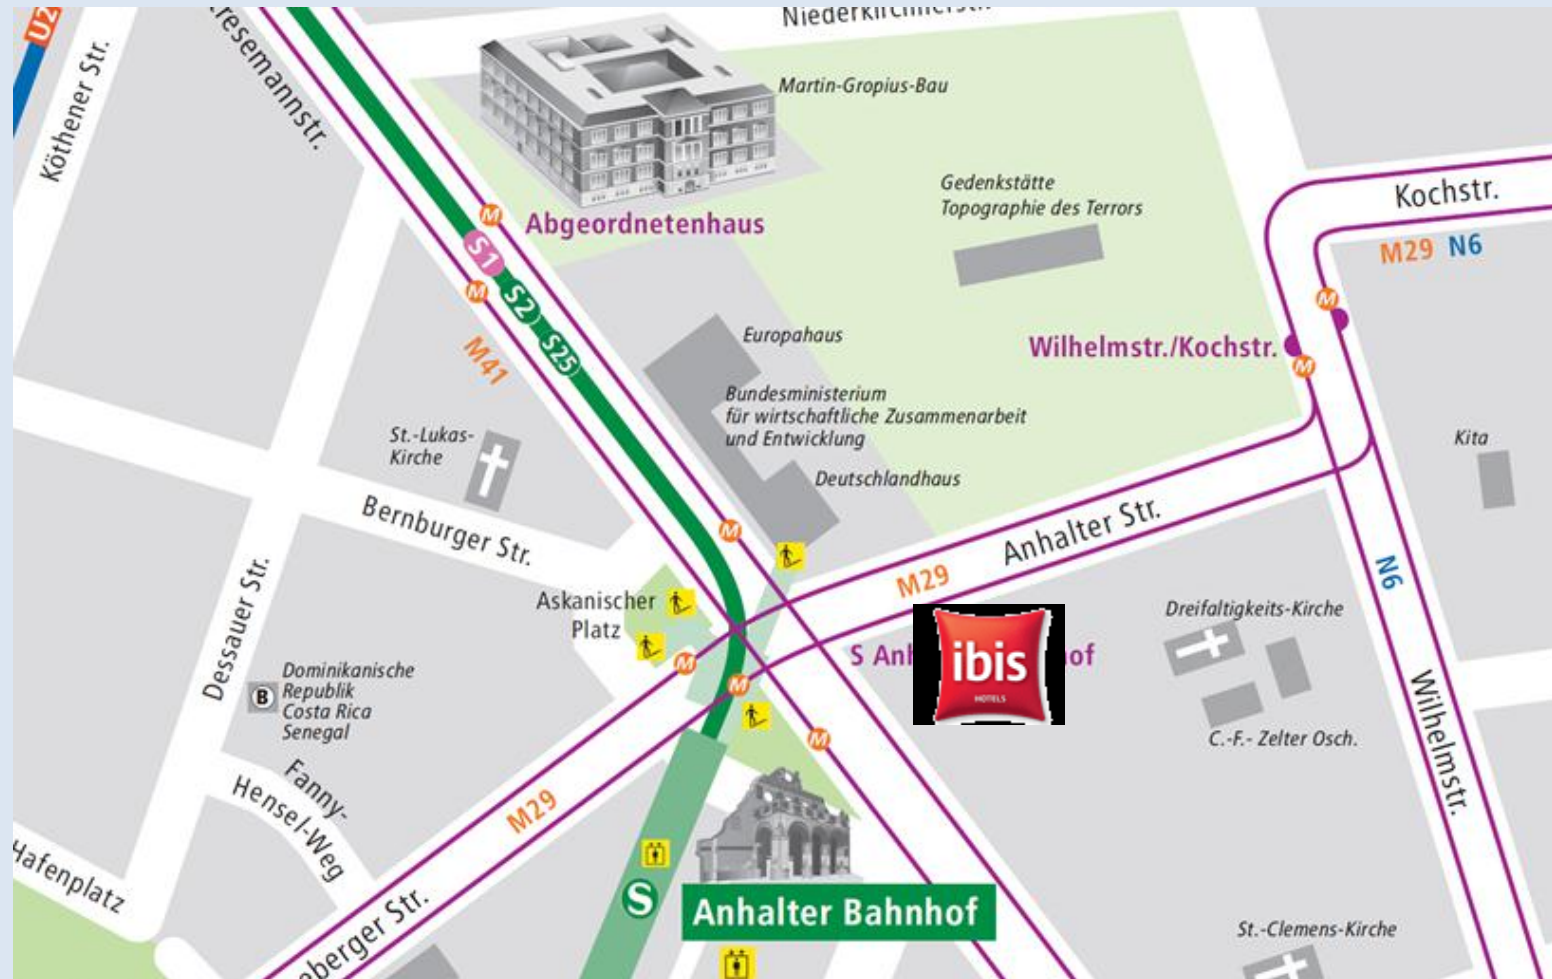 U2
Köthener Str.
Martin-Gropius-Bau
Gedenkstätte
Topographie des Terrors
Kochstr.
M29 N6
M
Abgeordnetenhaus
S1
S2
S25
M
M41
Europahaus
Wilhelmstr./Kochstr.
M
M
Bundesministerium
für wirtschaftliche Zusammenarbeit
und Entwicklung
Deutschlandhaus
St.-Lukas-
Kirche
Kita
Bernburger Str.
Anhalter Str.
M
M29
N6
Askanischer
Platz
Dessauer Str.
Dreifaltigkeits-Kirche
S
ibis
HOTELS
M
M
M
B
Dominikanische
Republik
Costa Rica
Senegal
C.-F.- Zelter Osch.
Wilhelmstr.
Fanny-
Hensel-Weg
M29
Hafenplatz
S
Anhalter Bahnhof
St.-Clemens-Kirche